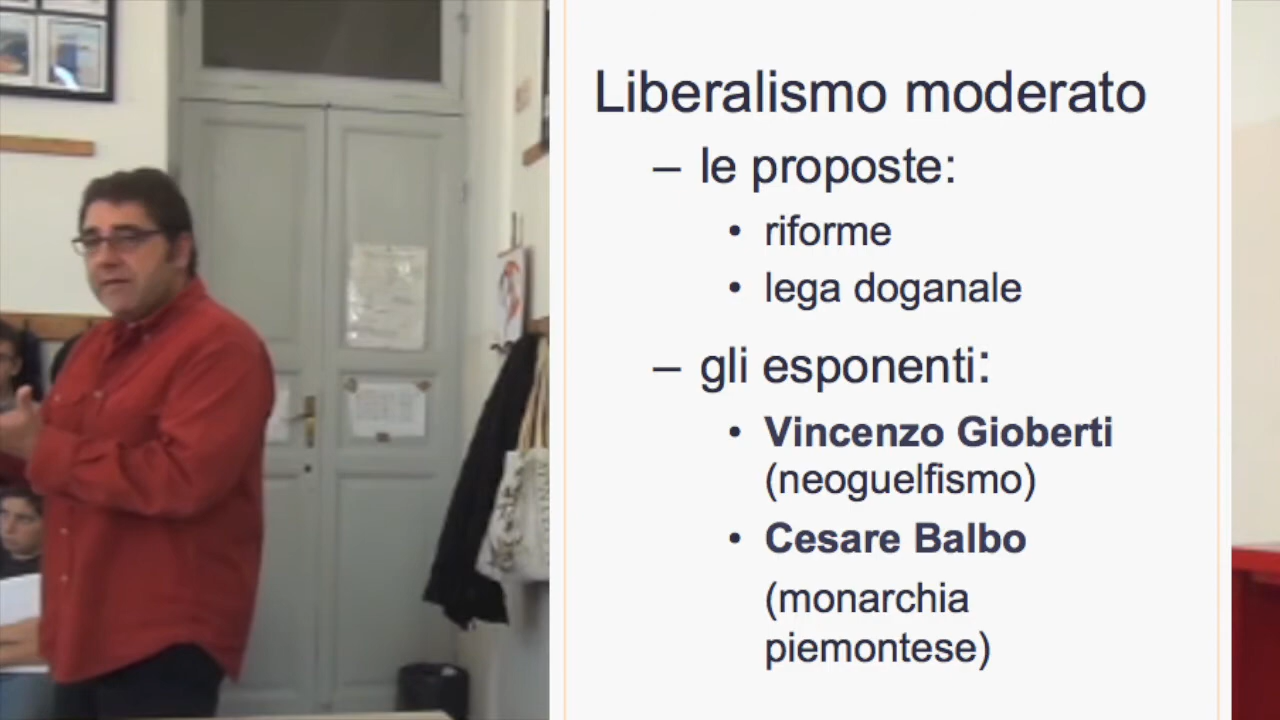 Liberalismo moderato
– le proposte:
• riforme
• lega doganale
– gli esponenti:
• Vincenzo Gioberti
(neoguelfismo)
• Cesare Balbo
(monarchia
piemontese)